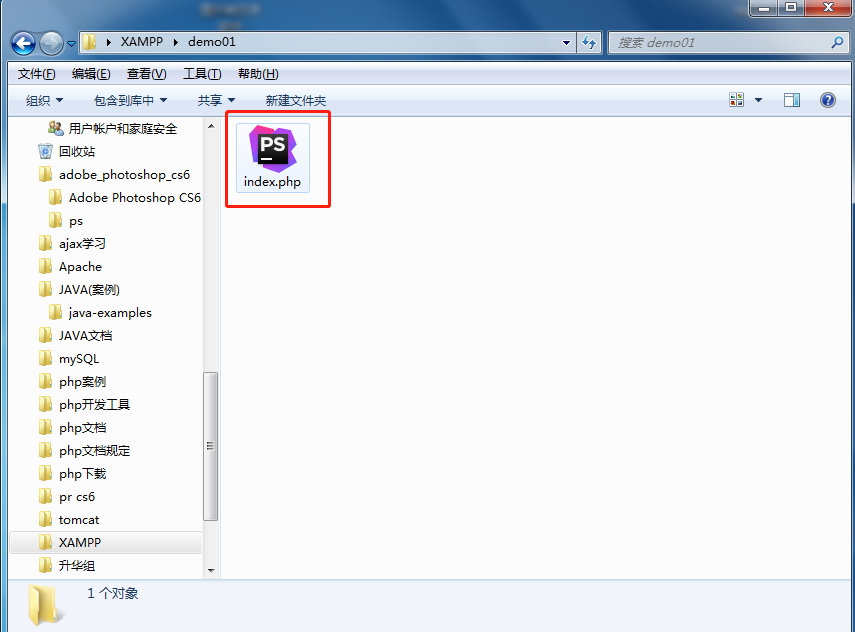 XAMPP ▸ demo01
搜索 demo01
文件(F) 编辑(E) 查看(V) 工具(T) 帮助(H)
组织 包含到库中 共享 新建文件夹
用户帐户和家庭安全
回收站
adobe_photoshop_cs6
Adobe Photoshop CS6
ps
ajax学习
Apache
JAVA(案例)
java-examples
JAVA文档
mySQL
php案例
php开发工具
php文档
php文档规定
php下载
pr cs6
tomcat
XAMPP
升华组
PS
index.php
1 个对象